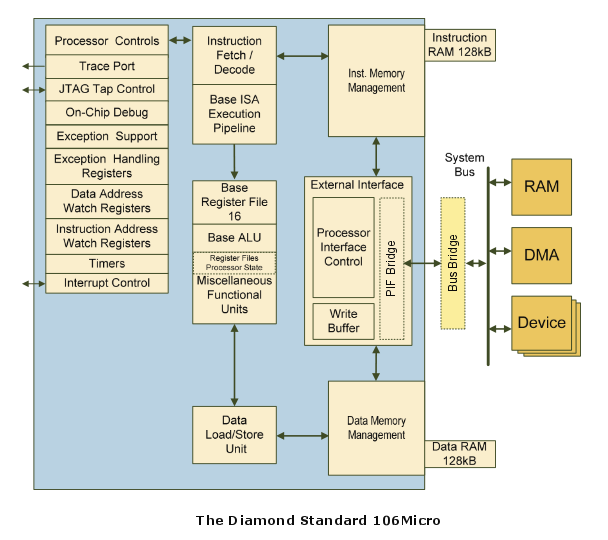 Processor Controls
Trace Port
JTAG Tap Control
On-Chip Debug
Exception Support
Exception Handling
Registers
Data Address
Watch Registers
Instruction Address
Watch Registers
Timers
Interrupt Control
Instruction
Fetch /
Decode
Base ISA
Execution
Pipeline
Base
Register File
16
Base ALU
Register Files
Processor State
Miscellaneous
Functional
Units
Data
Load/Store
Unit
Inst. Memory
Management
External Interface
Processor
Interface
Control
Write
Buffer
PIF Bridge
Data Memory
Management
Instruction
RAM 128kB
Data RAM
128kB
Bus Bridge
System
Bus
RAM
DMA
Device
The Diamond Standard 106Micro